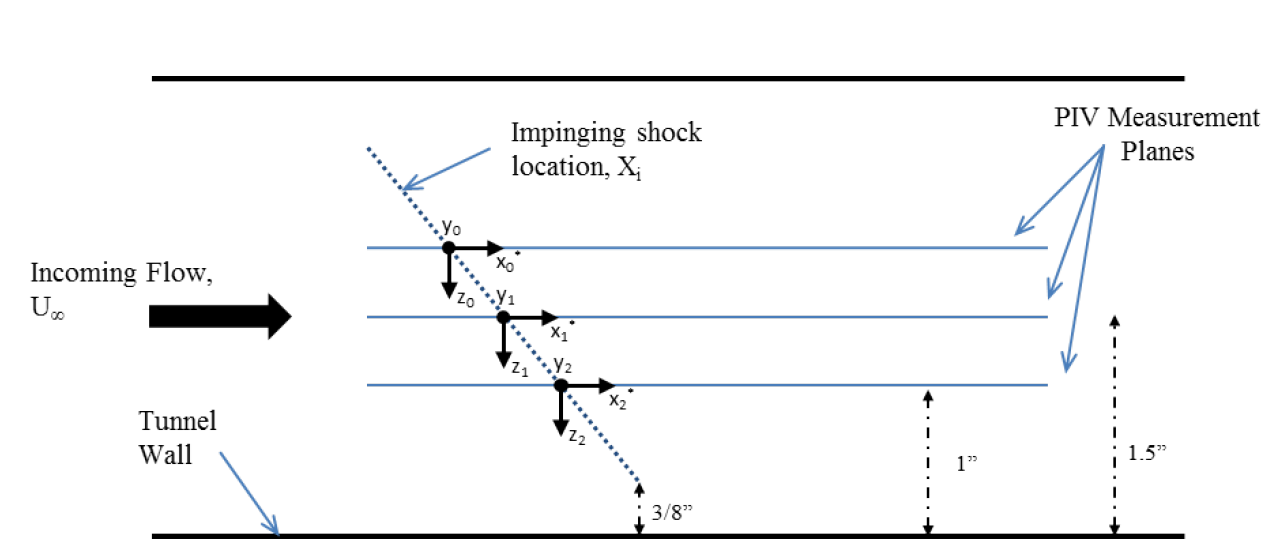 Impinging shock
location, Xi
PIV Measurement
Planes
y0
x0*
z0
Incoming Flow,
U∞
y1
x1*
z1
y2
x2*
z2
Tunnel
Wall
1”
1.5”
3/8”